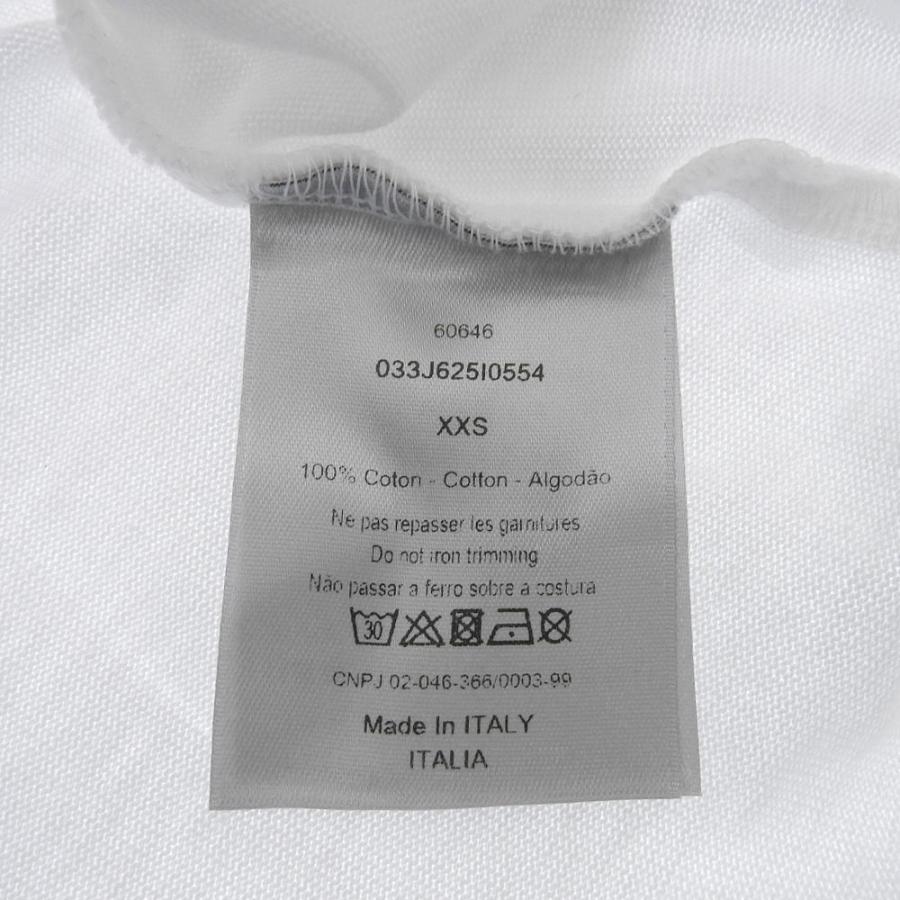 60646
033J625I0554
XXS
100% Coton - Cotton - Algodão
Ne pas repasser les garnitures
Do not iron trimming
Não passar a ferro sobre a costura
30
CNPJ 02-046-366/0003-99
Made In ITALY
ITALIA